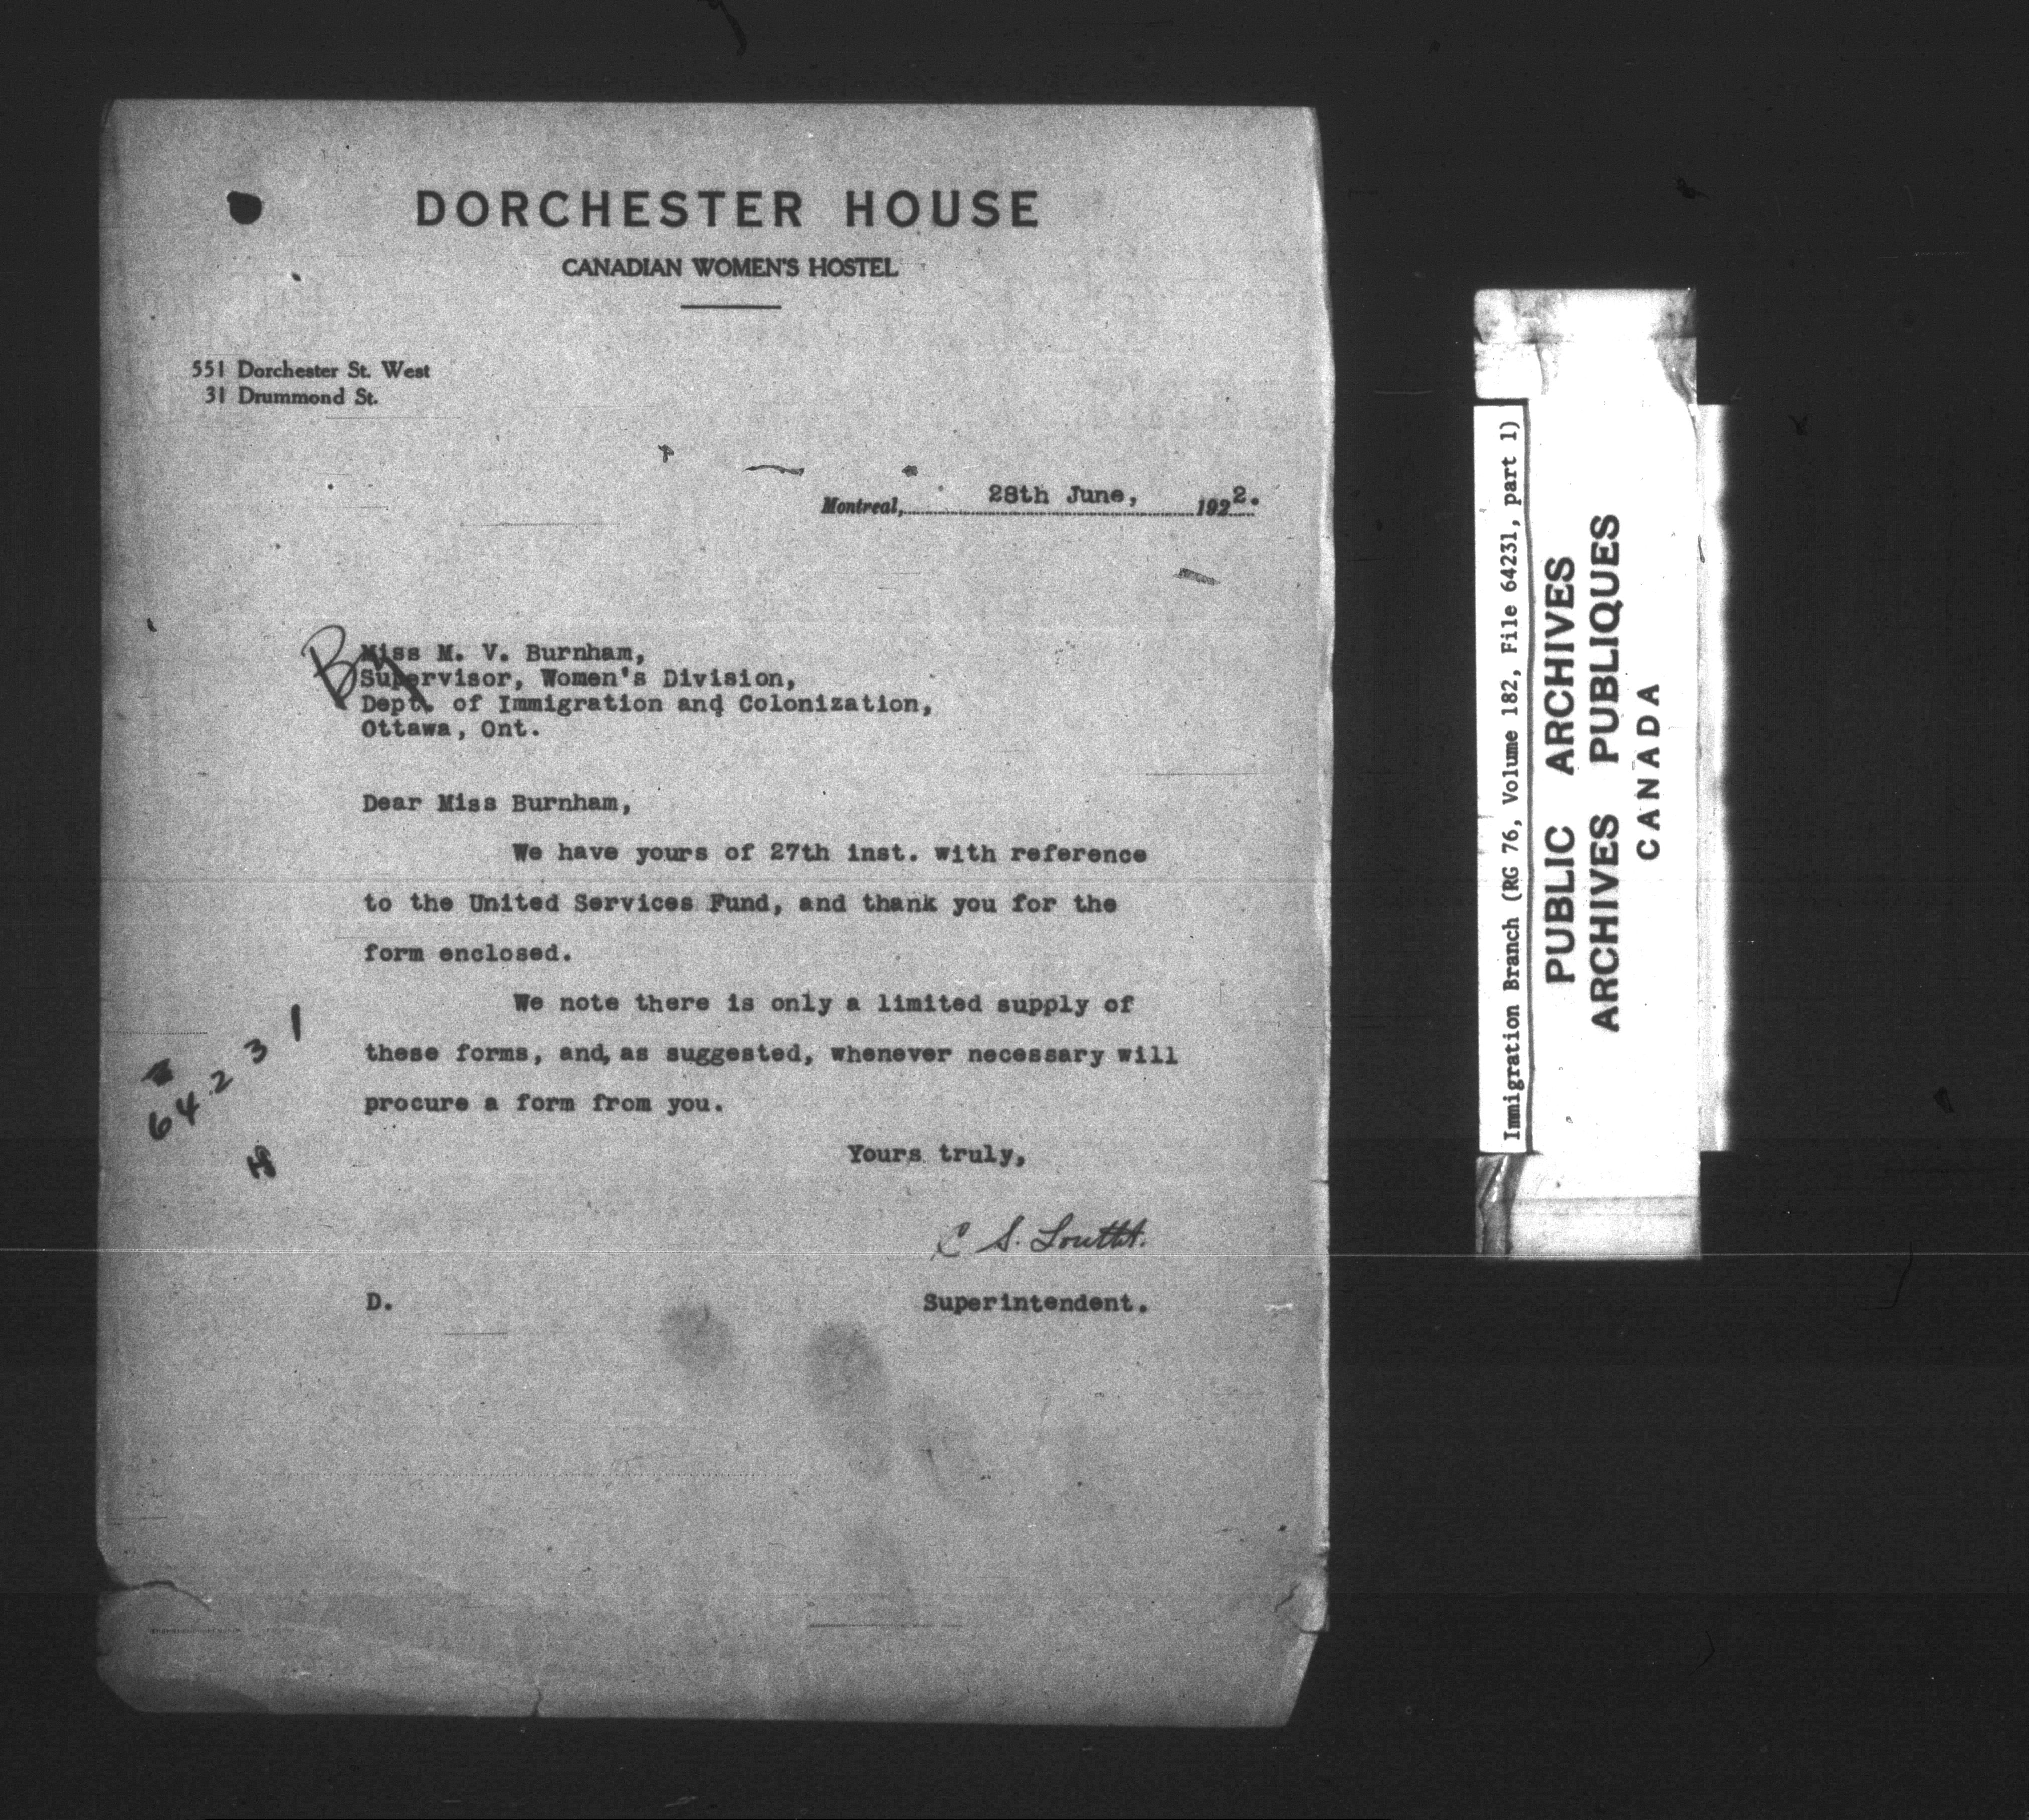 DORCHESTER HOUSE
CANADIAN WOMEN'S HOSTEL
551 Dorchester St. West
31 Drummond St.
Montreal, 28th June, 1922.
Miss M. V. Burnham,
Supervisor, Women's Division,
Dept. of Immigration and Colonization,
Ottawa, Ont.
Dear Miss Burnham,
We have yours of 27th inst. with reference
to the United Services Fund, and thank you for the
form enclosed.
We note there is only a limited supply of
these forms, and, as suggested, whenever necessary will
procure a form from you.
Yours truly,
C S.
D. Superintendent.
64231
Immigration Branch (RG 76, Volume 182, File 64231, part 1)
PUBLIC ARCHIVES
ARCHIVES PUBLIQUES
CANADA